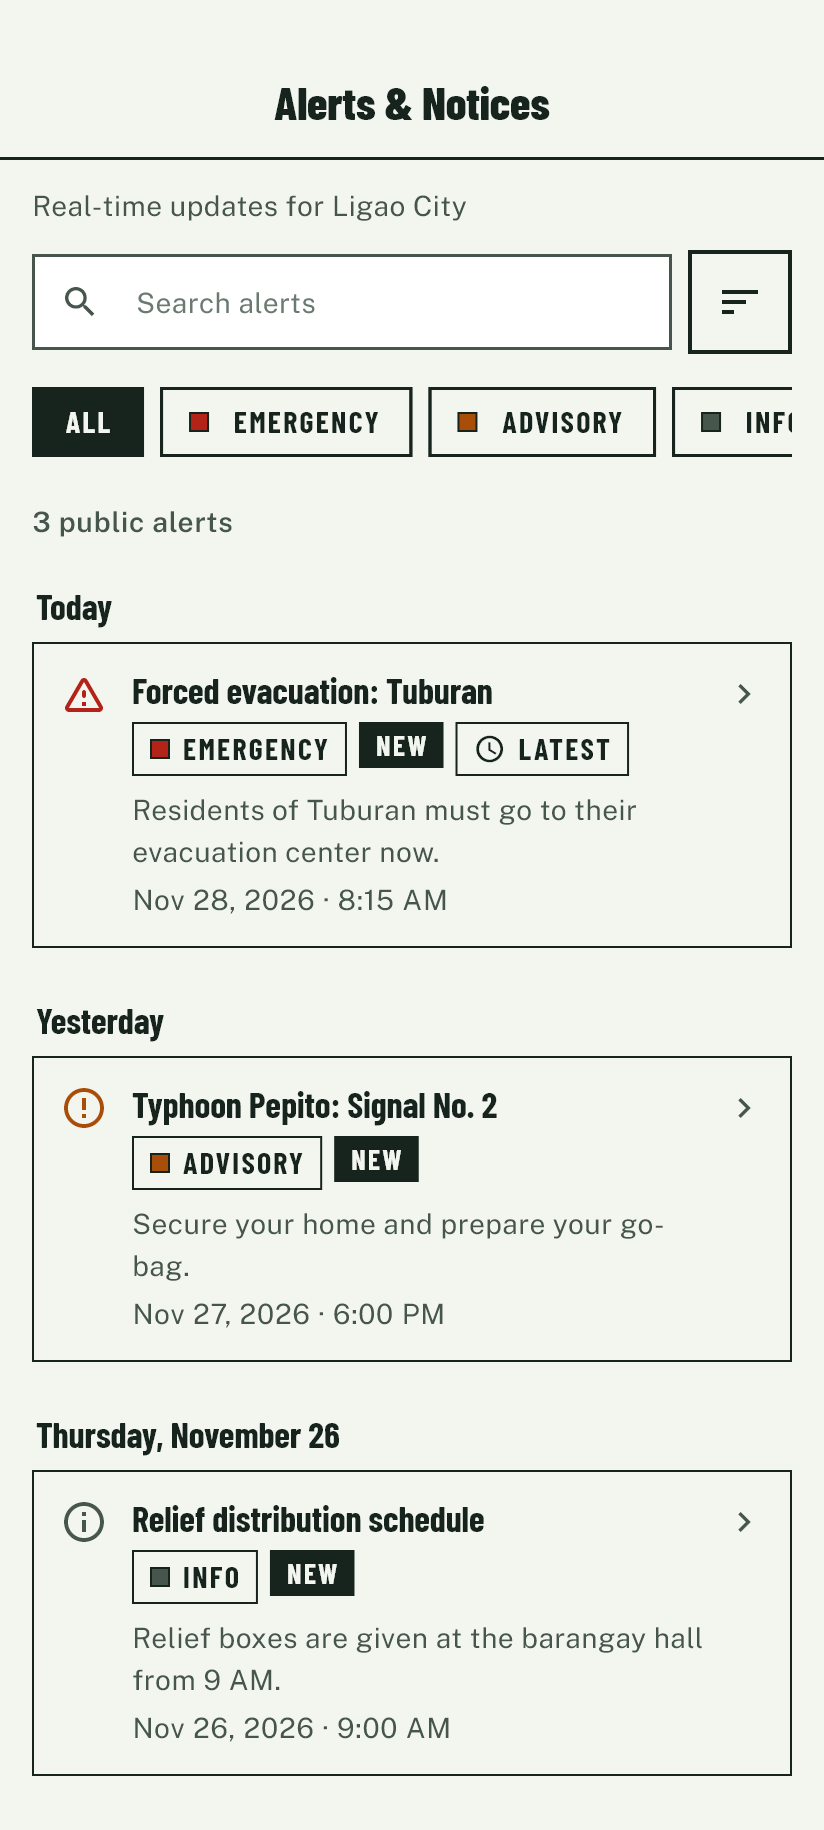 Alerts & Notices
Real-time updates for Ligao City
Search alerts
ALL
EMERGENCY
ADVISORY
INFO
3 public alerts
Today
Forced evacuation: Tuburan
EMERGENCY
NEW
LATEST
Residents of Tuburan must go to their
evacuation center now.
Nov 28, 2026 · 8:15 AM
Yesterday
Typhoon Pepito: Signal No. 2
ADVISORY
NEW
Secure your home and prepare your go-
bag.
Nov 27, 2026 · 6:00 PM
Thursday, November 26
Relief distribution schedule
INFO
NEW
Relief boxes are given at the barangay hall
from 9 AM.
Nov 26, 2026 · 9:00 AM